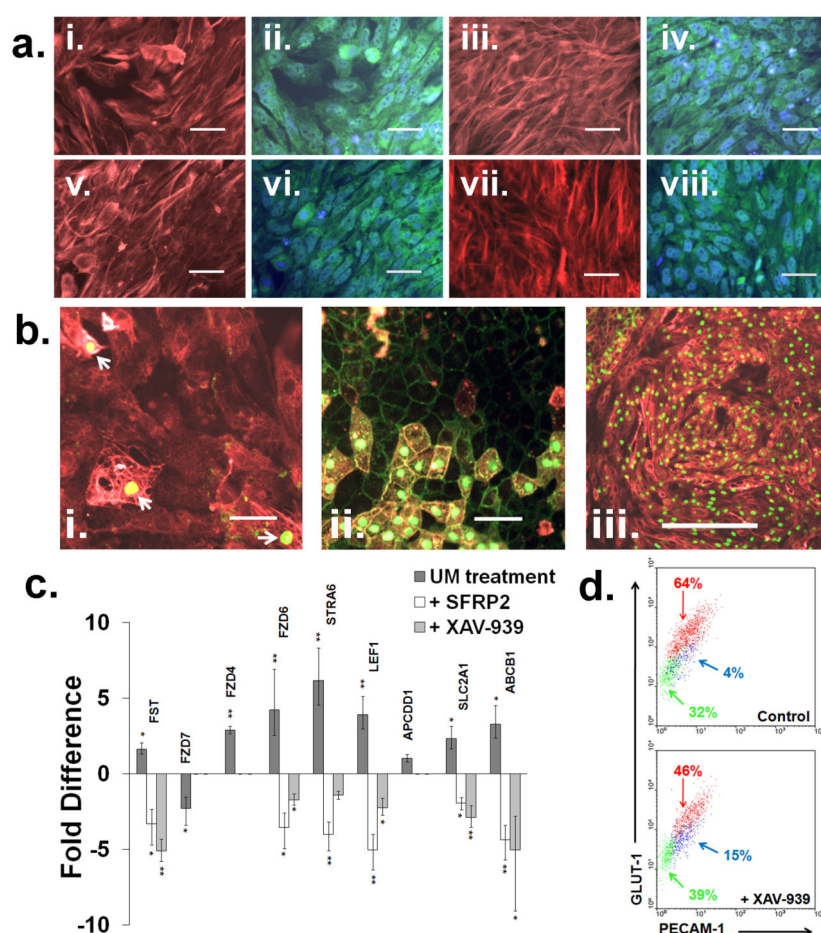 a.
i.
ii.
iii.
iv.
v.
vi.
vii.
viii.
b.
i.
ii.
iii.
c.
UM treatment
+ SFRP2
+ XAV-939
Fold Difference
10
5
0
-5
-10
FST
FZD7
FZD4
FZD6
STRA6
LEF1
APCDD1
SLC2A1
ABCB1
* * ** ** ** ** * *
* ** * * ** ** * * ** ** *
d.
64%
4%
32%
Control
46%
15%
39%
+ XAV-939
GLUT-1
PECAM-1